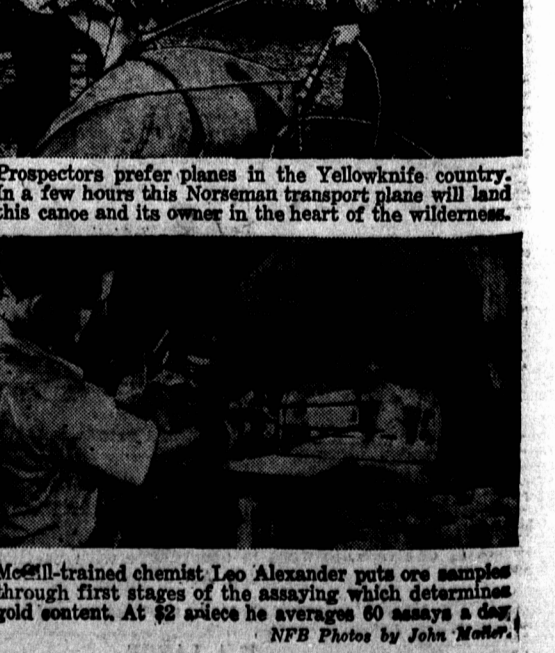 Prospectors prefer planes in the Yellowknife country.
In a few hours this Norseman transport plane will land
this canoe and its owner in the heart of the wilderness.
McGill-trained chemist Leo Alexander puts ore samples
through first stages of the assaying which determines
gold content. At $2 apiece he averages 60 assays a day.
NFB Photos by John